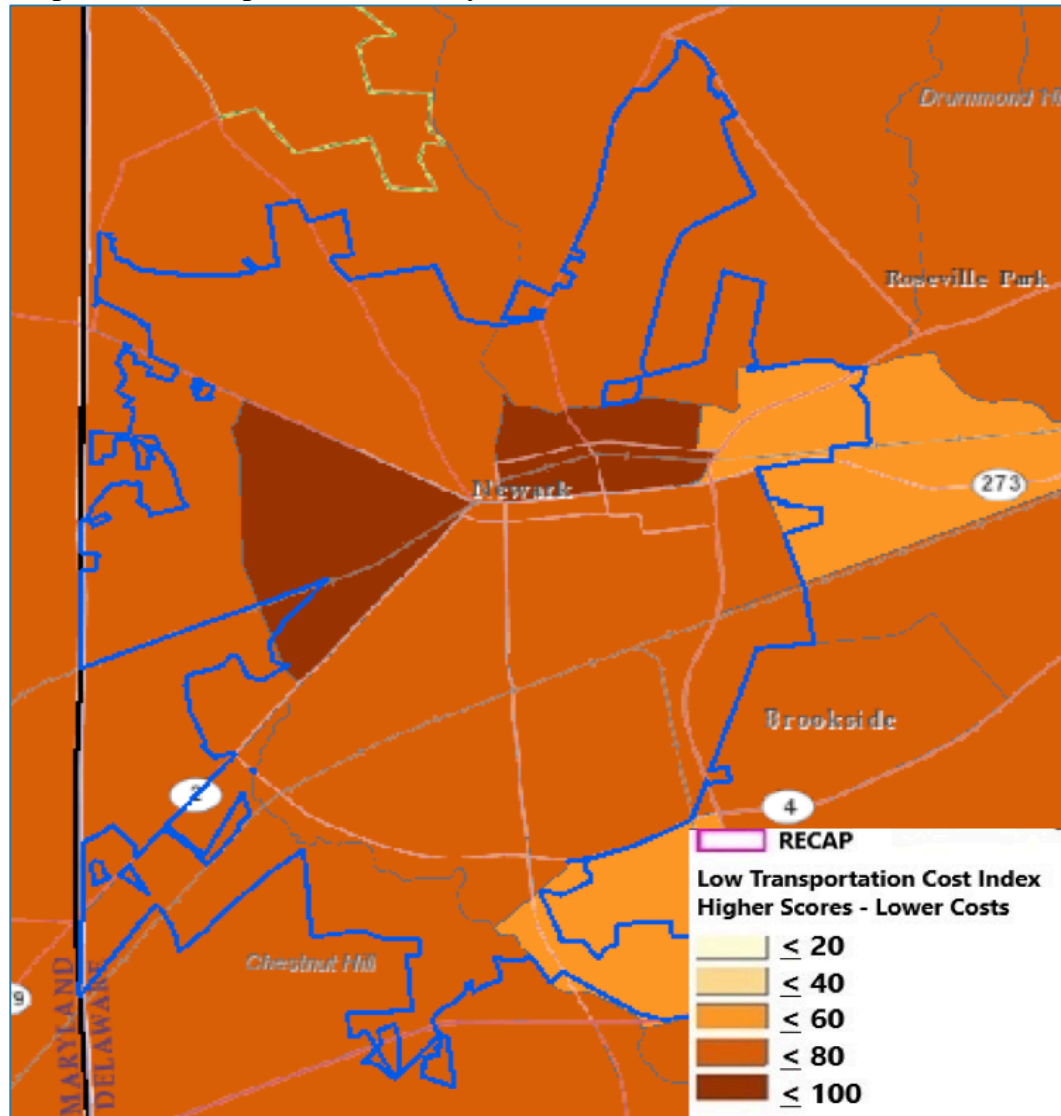 Drummond Hi
Roseville Park
Newark
273
Brookside
2
4
RECAP
Low Transportation Cost Index
Higher Scores - Lower Costs
≤ 20
≤ 40
≤ 60
≤ 80
≤ 100
Chestnut Hill
9
MARYLAND
DELAWARE